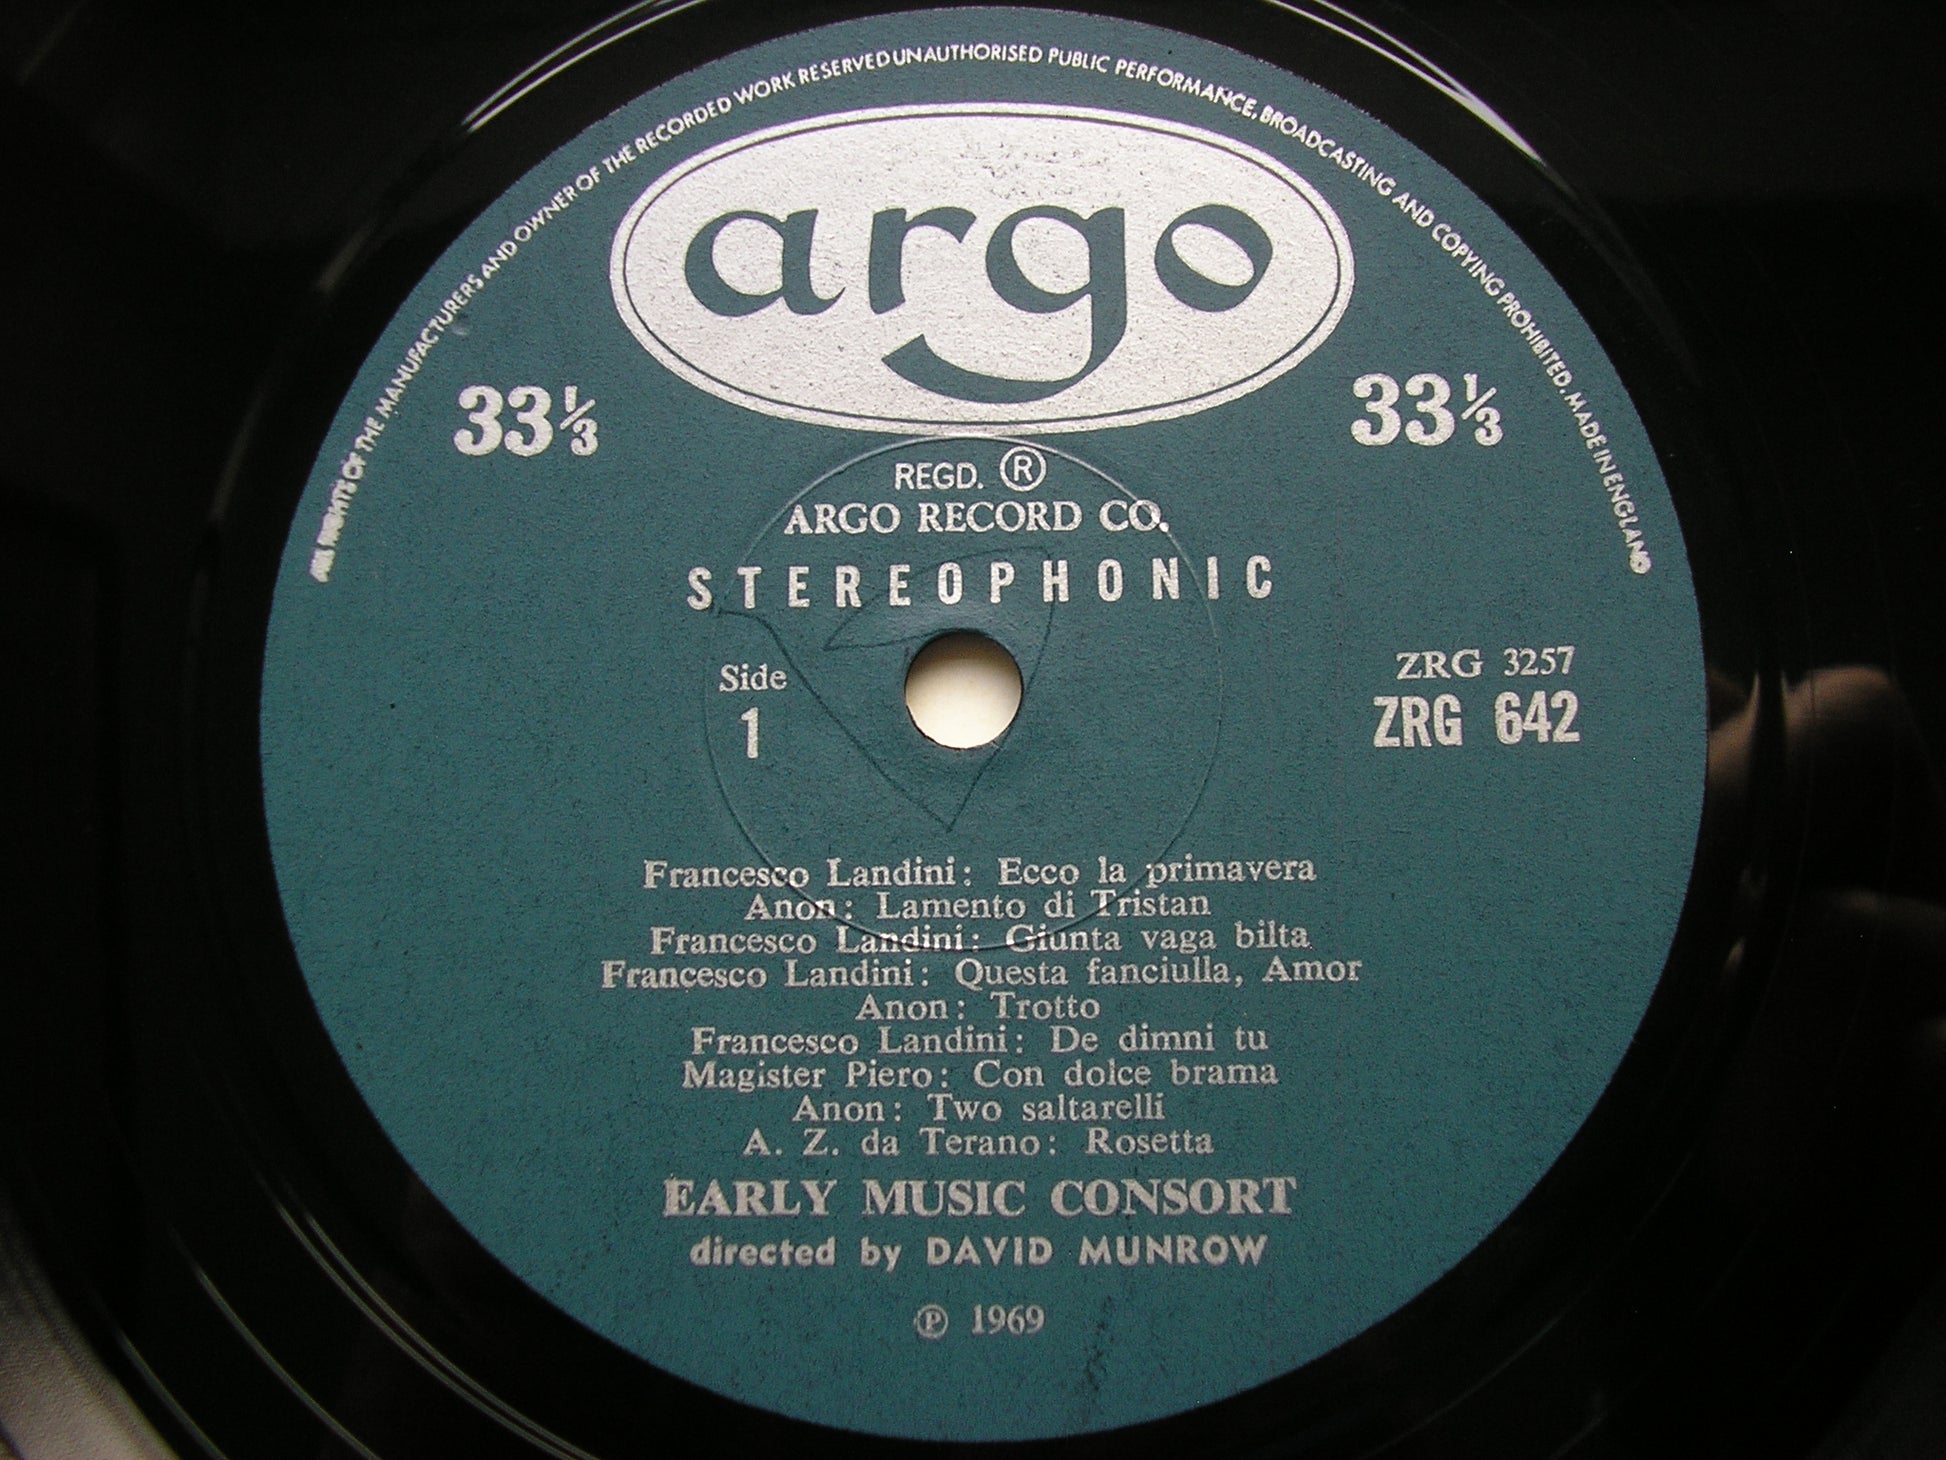 ALL RIGHTS OF THE MANUFACTURERS AND OWNER OF THE RECORDED WORK RESERVED UNAUTHORISED PUBLIC PERFORMANCE, BROADCASTING AND COPYING PROHIBITED. MADE IN ENGLAND
argo
33⅓ 33⅓
REGD. ®
ARGO RECORD CO.
STEREOPHONIC
Side
1
ZRG 3257
ZRG 642
Francesco Landini: Ecco la primavera
Anon: Lamento di Tristan
Francesco Landini: Giunta vaga bilta
Francesco Landini: Questa fanciulla, Amor
Anon: Trotto
Francesco Landini: De dimni tu
Magister Piero: Con dolce brama
Anon: Two saltarelli
A. Z. da Terano: Rosetta
EARLY MUSIC CONSORT
directed by DAVID MUNROW
℗ 1969